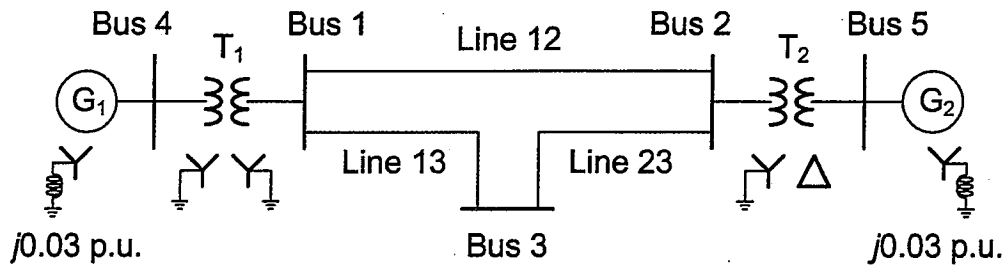 Bus 4
T₁
Bus 1
Line 12
Bus 2
T₂
Bus 5
G₁
G₂
Line 13
Line 23
j0.03 p.u.
Bus 3
j0.03 p.u.